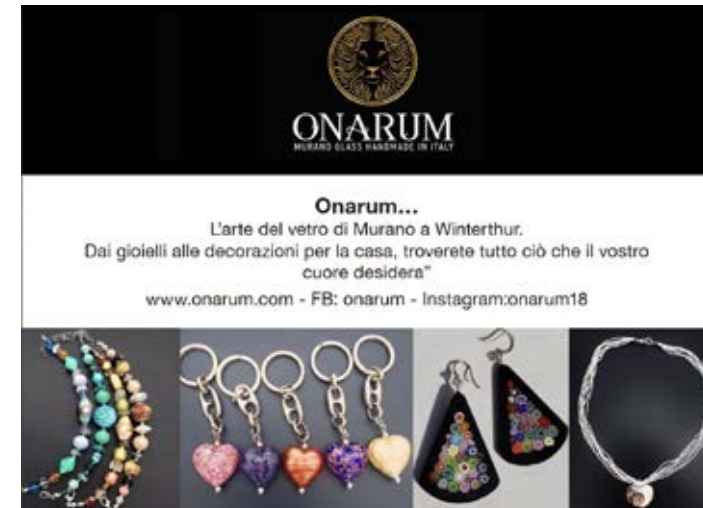 ONARUM
MURANO GLASS HANDMADE IN ITALY
Onarum...
L'arte del vetro di Murano a Winterthur.
Dai gioielli alle decorazioni per la casa, troverete tutto ciò che il vostro
cuore desidera"
www.onarum.com - FB: onarum - Instagram:onarum18